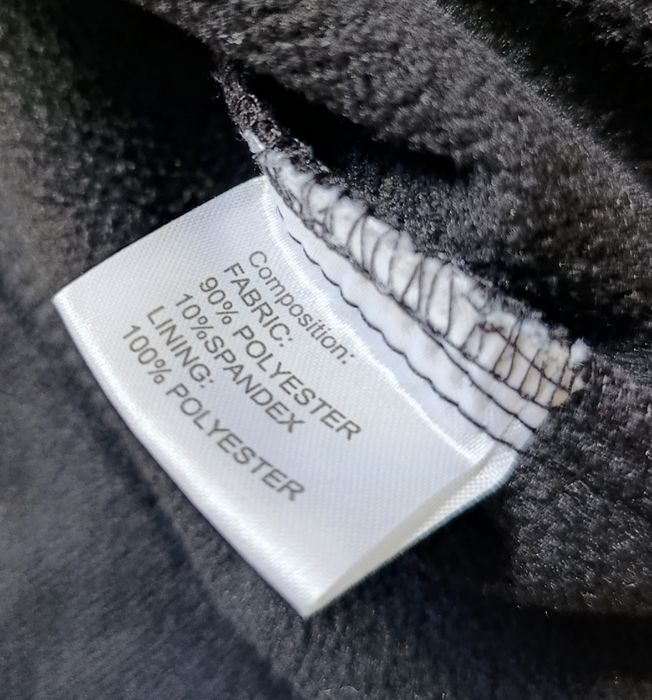 Composition:
FABRIC:
90% POLYESTER
10%SPANDEX
LINING:
100% POLYESTER